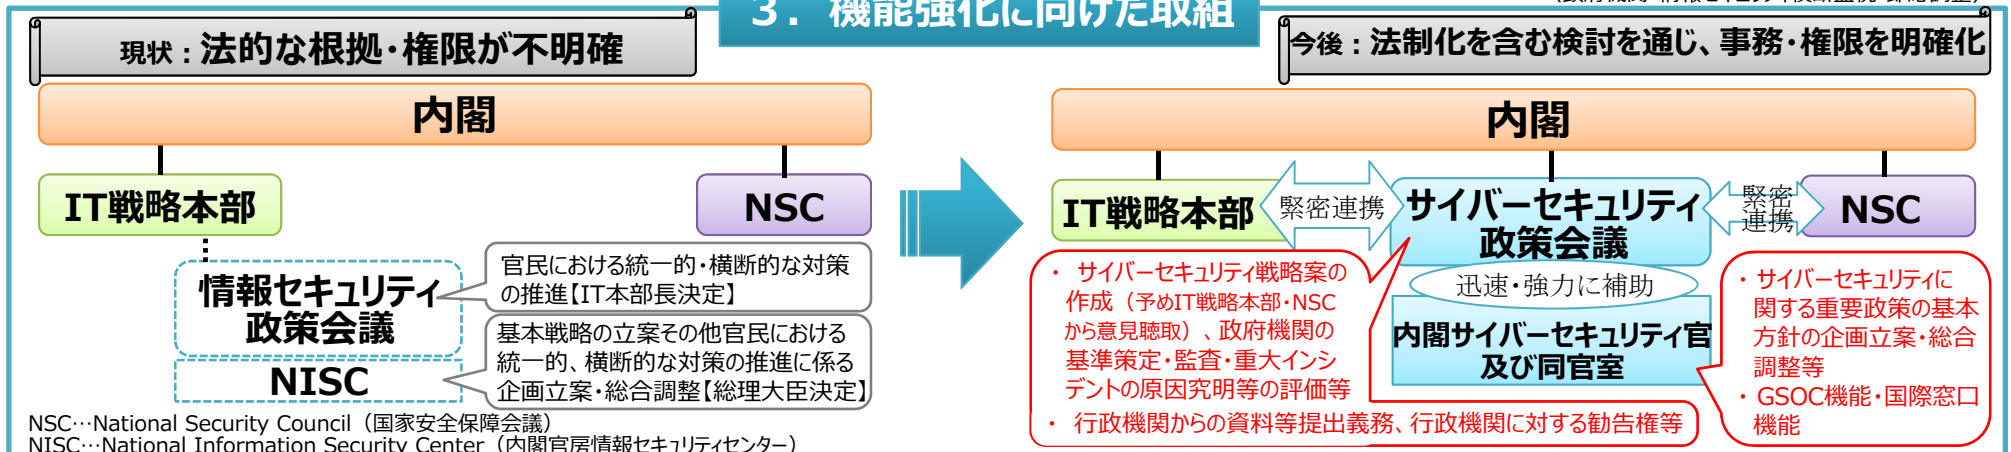 3．機能強化に向けた取組
現状：法的な根拠・権限が不明確
内閣
IT戦略本部
NSC
情報セキュリティ
政策会議
官民における統一的・横断的な対策
の推進【IT本部長決定】
NISC
基本戦略の立案その他官民における
統一的、横断的な対策の推進に係る
企画立案・総合調整【総理大臣決定】
NSC…National Security Council（国家安全保障会議）
NISC…National Information Security Center（内閣官房情報セキュリティセンター）
今後：法制化を含む検討を通じ、事務・権限を明確化
内閣
IT戦略本部
緊密連携
サイバーセキュリティ
政策会議
緊密
連携
NSC
・ サイバーセキュリティ戦略案の
作成（予めIT戦略本部・NSC
から意見聴取）、政府機関の
基準策定・監査・重大インシ
デントの原因究明等の評価等
・ 行政機関からの資料等提出義務、行政機関に対する勧告権等
迅速・強力に補助
内閣サイバーセキュリティ官
及び同官室
・ サイバーセキュリティに
関する重要政策の基本
方針の企画立案・総合
調整等
・ GSOC機能・国際窓口
機能